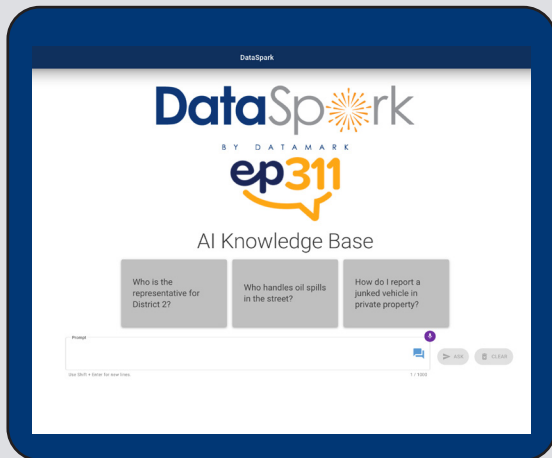 DataSpark
DataSpark
BY DATAMARK
ep311
AI Knowledge Base
Who is the
representative for
District 2?
Who handles oil spills
in the street?
How do I report a
junked vehicle in
private property?
Prompt
ASK
CLEAR
Use Shift + Enter for new lines
1 / 1000